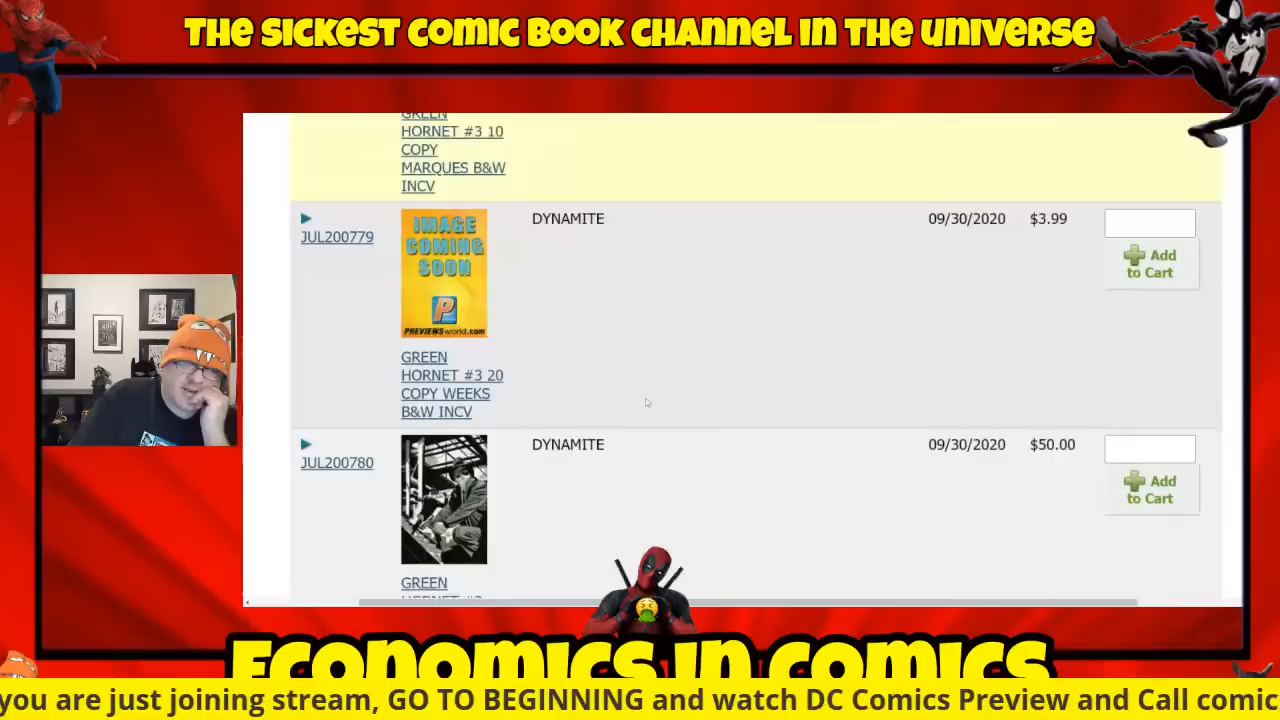 THE SICKEST COMIC BOOK CHANNEL IN THE UNIVERSE
GREEN
HORNET #3 10
COPY
MARQUES B&W
INCV
JUL200779
IMAGE
COMING
SOON
P
PREVIEWSworld.com
DYNAMITE
09/30/2020
$3.99
Add
to Cart
GREEN
HORNET #3 20
COPY WEEKS
B&W INCV
JUL200780
DYNAMITE
09/30/2020
$50.00
Add
to Cart
GREEN
ECONOMICS IN COMICS
you are just joining stream, GO TO BEGINNING and watch DC Comics Preview and Call comic